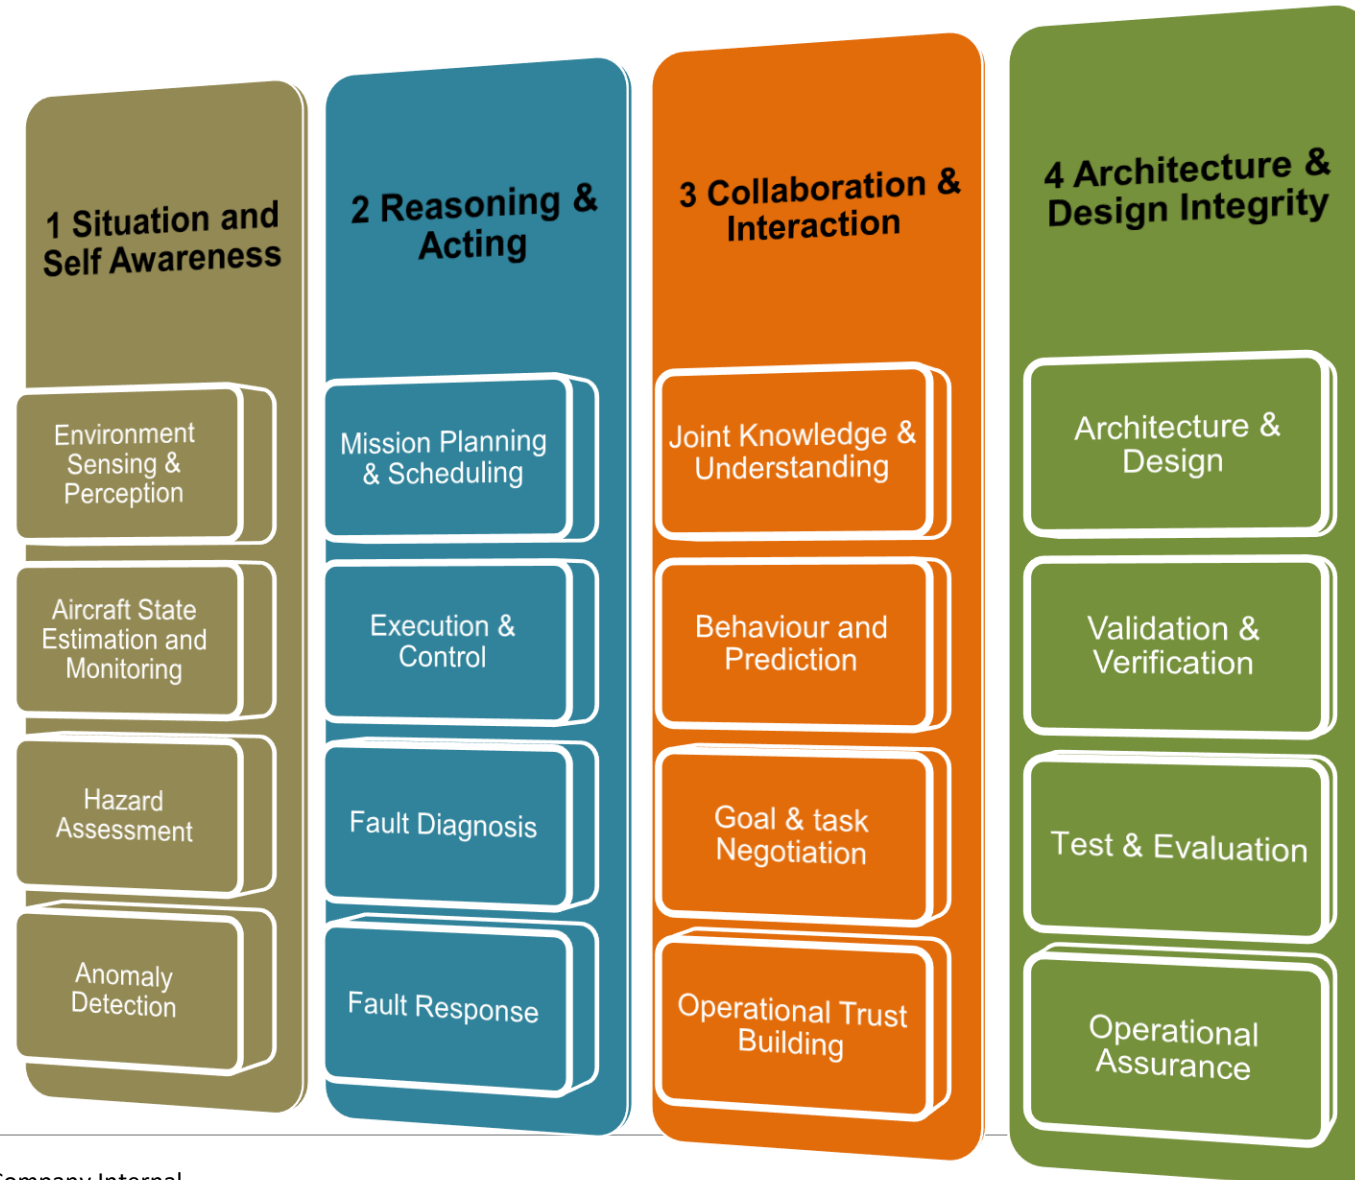 1 Situation and
Self Awareness
Environment
Sensing &
Perception
Aircraft State
Estimation and
Monitoring
Hazard
Assessment
Anomaly
Detection
2 Reasoning &
Acting
Mission Planning
& Scheduling
Execution &
Control
Fault Diagnosis
Fault Response
3 Collaboration &
Interaction
Joint Knowledge &
Understanding
Behaviour and
Prediction
Goal & task
Negotiation
Operational Trust
Building
4 Architecture &
Design Integrity
Architecture &
Design
Validation &
Verification
Test & Evaluation
Operational
Assurance
Company Internal